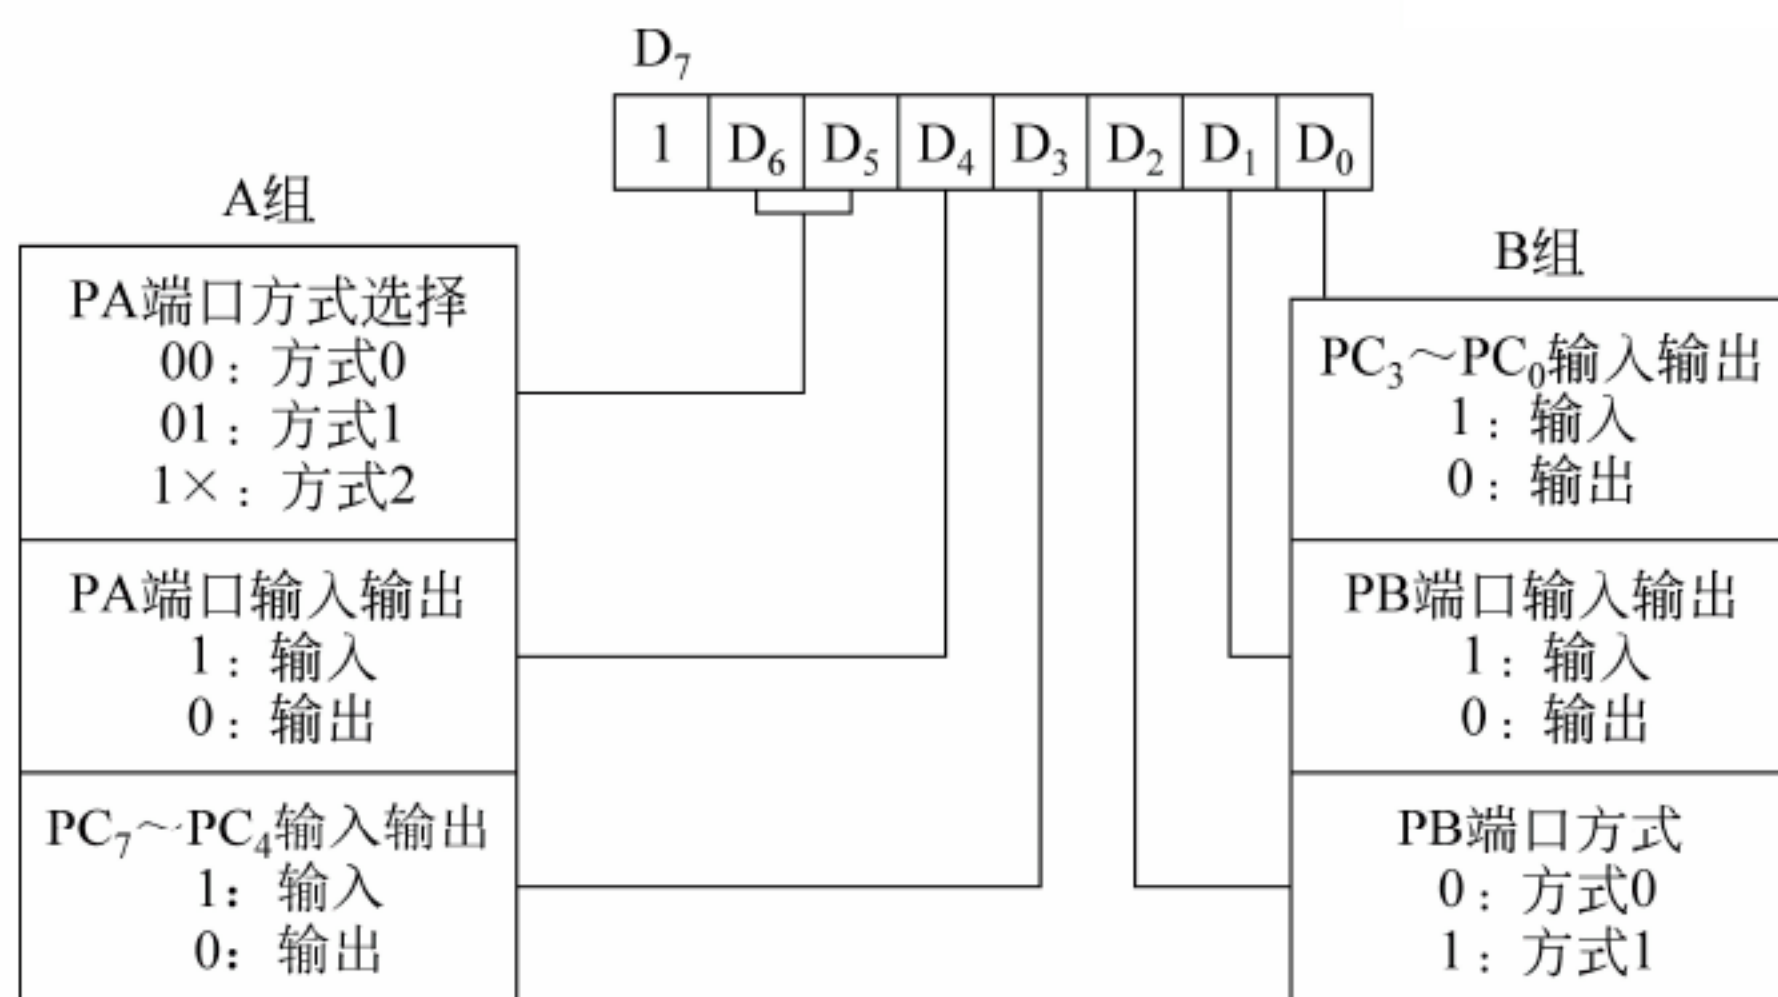 D₇
1 D₆ D₅ D₄ D₃ D₂ D₁ D₀
A组
PA端口方式选择
00：方式0
01：方式1
1×：方式2
PA端口输入输出
1：输入
0：输出
PC₇～PC₄输入输出
1：输入
0：输出
B组
PC₃～PC₀输入输出
1：输入
0：输出
PB端口输入输出
1：输入
0：输出
PB端口方式
0：方式0
1：方式1